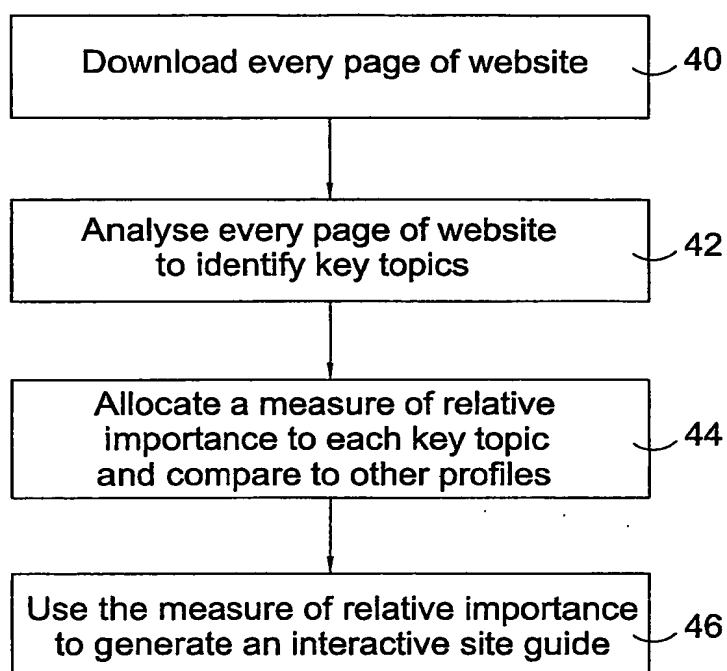 Download every page of website
40
Analyse every page of website
to identify key topics
42
Allocate a measure of relative
importance to each key topic
and compare to other profiles
44
Use the measure of relative importance
to generate an interactive site guide
46